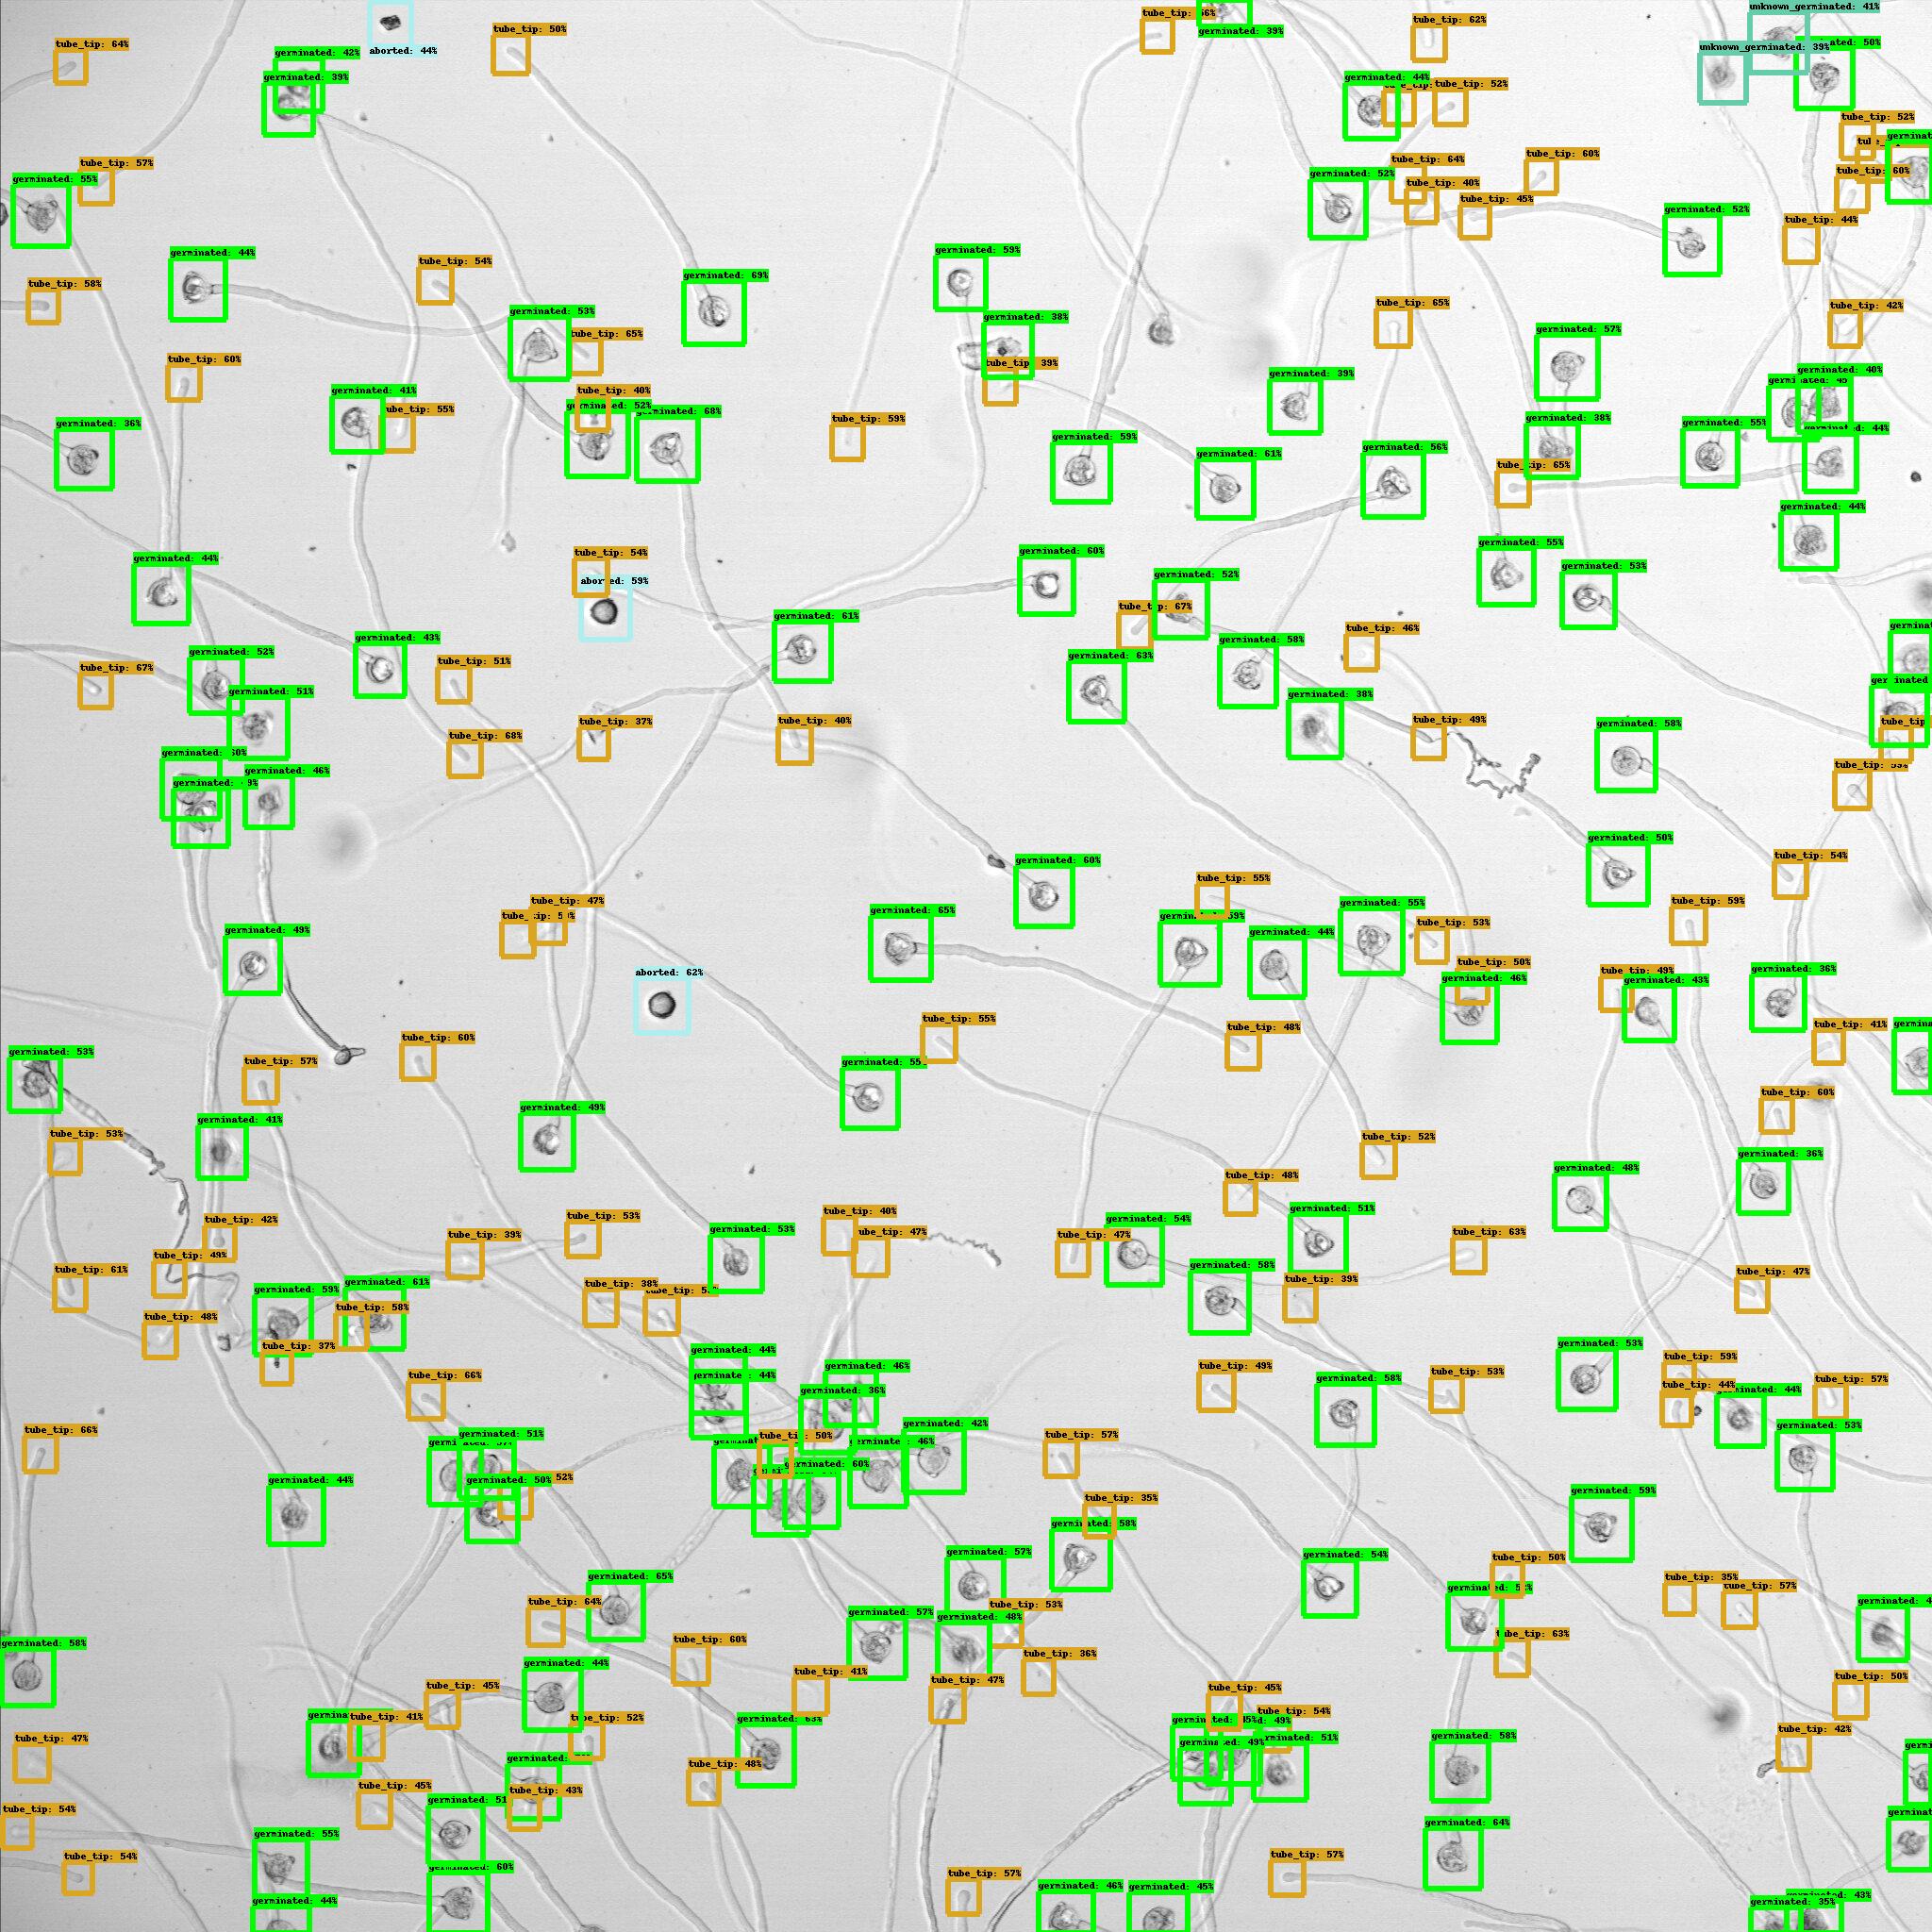 unknown_germinated: 41%
tube_tip: 62%
tube_tip: 50%
germinated: 39%
tube_tip: 64%
aborted: 44%
germinated: 42%
unknown_germinated: 39%
germinated: 39%
germinated: 44%
tube_tip: 52%
tube_tip: 52%
tube_tip: 57%
tube_tip: 64%
tube_tip: 60%
germinated: 55%
germinated: 52%
tube_tip: 40%
tube_tip: 45%
germinated: 52%
tube_tip: 44%
germinated: 44%
germinated: 59%
tube_tip: 54%
germinated: 69%
tube_tip: 58%
tube_tip: 65%
tube_tip: 42%
germinated: 53%
germinated: 38%
germinated: 57%
tube_tip: 65%
tube_tip: 60%
germinated: 39%
germinated: 40%
germinated: 41%
tube_tip: 40%
tube_tip: 59%
germinated: 38%
germinated: 36%
germinated: 68%
germinated: 59%
germinated: 61%
germinated: 56%
germinated: 55%
tube_tip: 65%
germinated: 44%
germinated: 55%
germinated: 44%
tube_tip: 54%
germinated: 60%
germinated: 52%
germinated: 53%
germinated: 61%
tube_tip: 46%
germinated: 43%
germinated: 52%
tube_tip: 67%
tube_tip: 51%
germinated: 63%
germinated: 58%
germinated: 51%
germinated: 38%
tube_tip: 68%
tube_tip: 37%
tube_tip: 40%
tube_tip: 49%
germinated: 58%
germinated: 46%
germinated: 60%
germinated: 50%
tube_tip: 54%
tube_tip: 55%
tube_tip: 47%
germinated: 65%
germinated: 55%
tube_tip: 59%
germinated: 49%
germinated: 44%
tube_tip: 53%
aborted: 62%
tube_tip: 50%
germinated: 46%
germinated: 43%
germinated: 36%
tube_tip: 55%
tube_tip: 48%
tube_tip: 41%
tube_tip: 60%
germinated: 53%
tube_tip: 57%
tube_tip: 60%
germinated: 49%
germinated: 41%
tube_tip: 53%
tube_tip: 52%
germinated: 36%
tube_tip: 48%
germinated: 48%
tube_tip: 42%
tube_tip: 53%
tube_tip: 40%
germinated: 51%
germinated: 54%
tube_tip: 39%
germinated: 53%
tube_tip: 47%
tube_tip: 63%
tube_tip: 49%
tube_tip: 61%
germinated: 61%
germinated: 58%
tube_tip: 39%
tube_tip: 47%
germinated: 59%
tube_tip: 38%
tube_tip: 58%
tube_tip: 48%
tube_tip: 37%
germinated: 44%
germinated: 53%
tube_tip: 59%
tube_tip: 66%
germinated: 46%
tube_tip: 49%
germinated: 58%
tube_tip: 53%
tube_tip: 44%
tube_tip: 57%
germinated: 36%
germinated: 42%
germinated: 53%
tube_tip: 66%
germinated: 51%
tube_tip: 57%
germinated: 60%
germinated: 44%
germinated: 50%
germinated: 59%
tube_tip: 35%
germinated: 58%
germinated: 57%
germinated: 54%
tube_tip: 50%
germinated: 65%
tube_tip: 35%
tube_tip: 57%
tube_tip: 64%
germinated: 57%
tube_tip: 53%
germinated: 48%
tube_tip: 63%
germinated: 58%
tube_tip: 60%
tube_tip: 36%
germinated: 44%
tube_tip: 41%
tube_tip: 47%
tube_tip: 50%
tube_tip: 45%
tube_tip: 45%
tube_tip: 41%
tube_tip: 52%
tube_tip: 54%
tube_tip: 47%
germinated: 58%
tube_tip: 42%
tube_tip: 48%
tube_tip: 45%
tube_tip: 43%
tube_tip: 54%
germinated: 64%
germinated: 55%
tube_tip: 54%
germinated: 60%
tube_tip: 57%
tube_tip: 57%
germinated: 46%
germinated: 45%
germinated: 44%
germinated: 35%